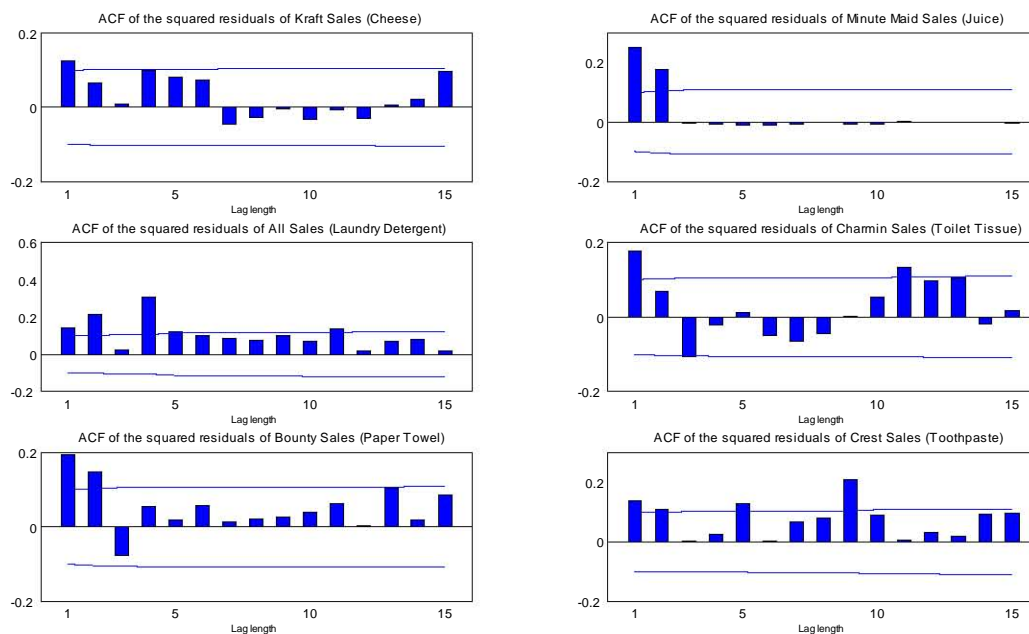 ACF of the squared residuals of Kraft Sales (Cheese)
0.2
0
-0.2
1 5 10 15
Lag length
ACF of the squared residuals of Minute Maid Sales (Juice)
0.2
0
-0.2
1 5 10 15
Lag length
ACF of the squared residuals of All Sales (Laundry Detergent)
0.6
0.4
0.2
0
-0.2
1 5 10 15
Lag length
ACF of the squared residuals of Charmin Sales (Toilet Tissue)
0.2
0
-0.2
1 5 10 15
Lag length
ACF of the squared residuals of Bounty Sales (Paper Towel)
0.2
0
-0.2
1 5 10 15
Lag length
ACF of the squared residuals of Crest Sales (Toothpaste)
0.2
0
-0.2
1 5 10 15
Lag length